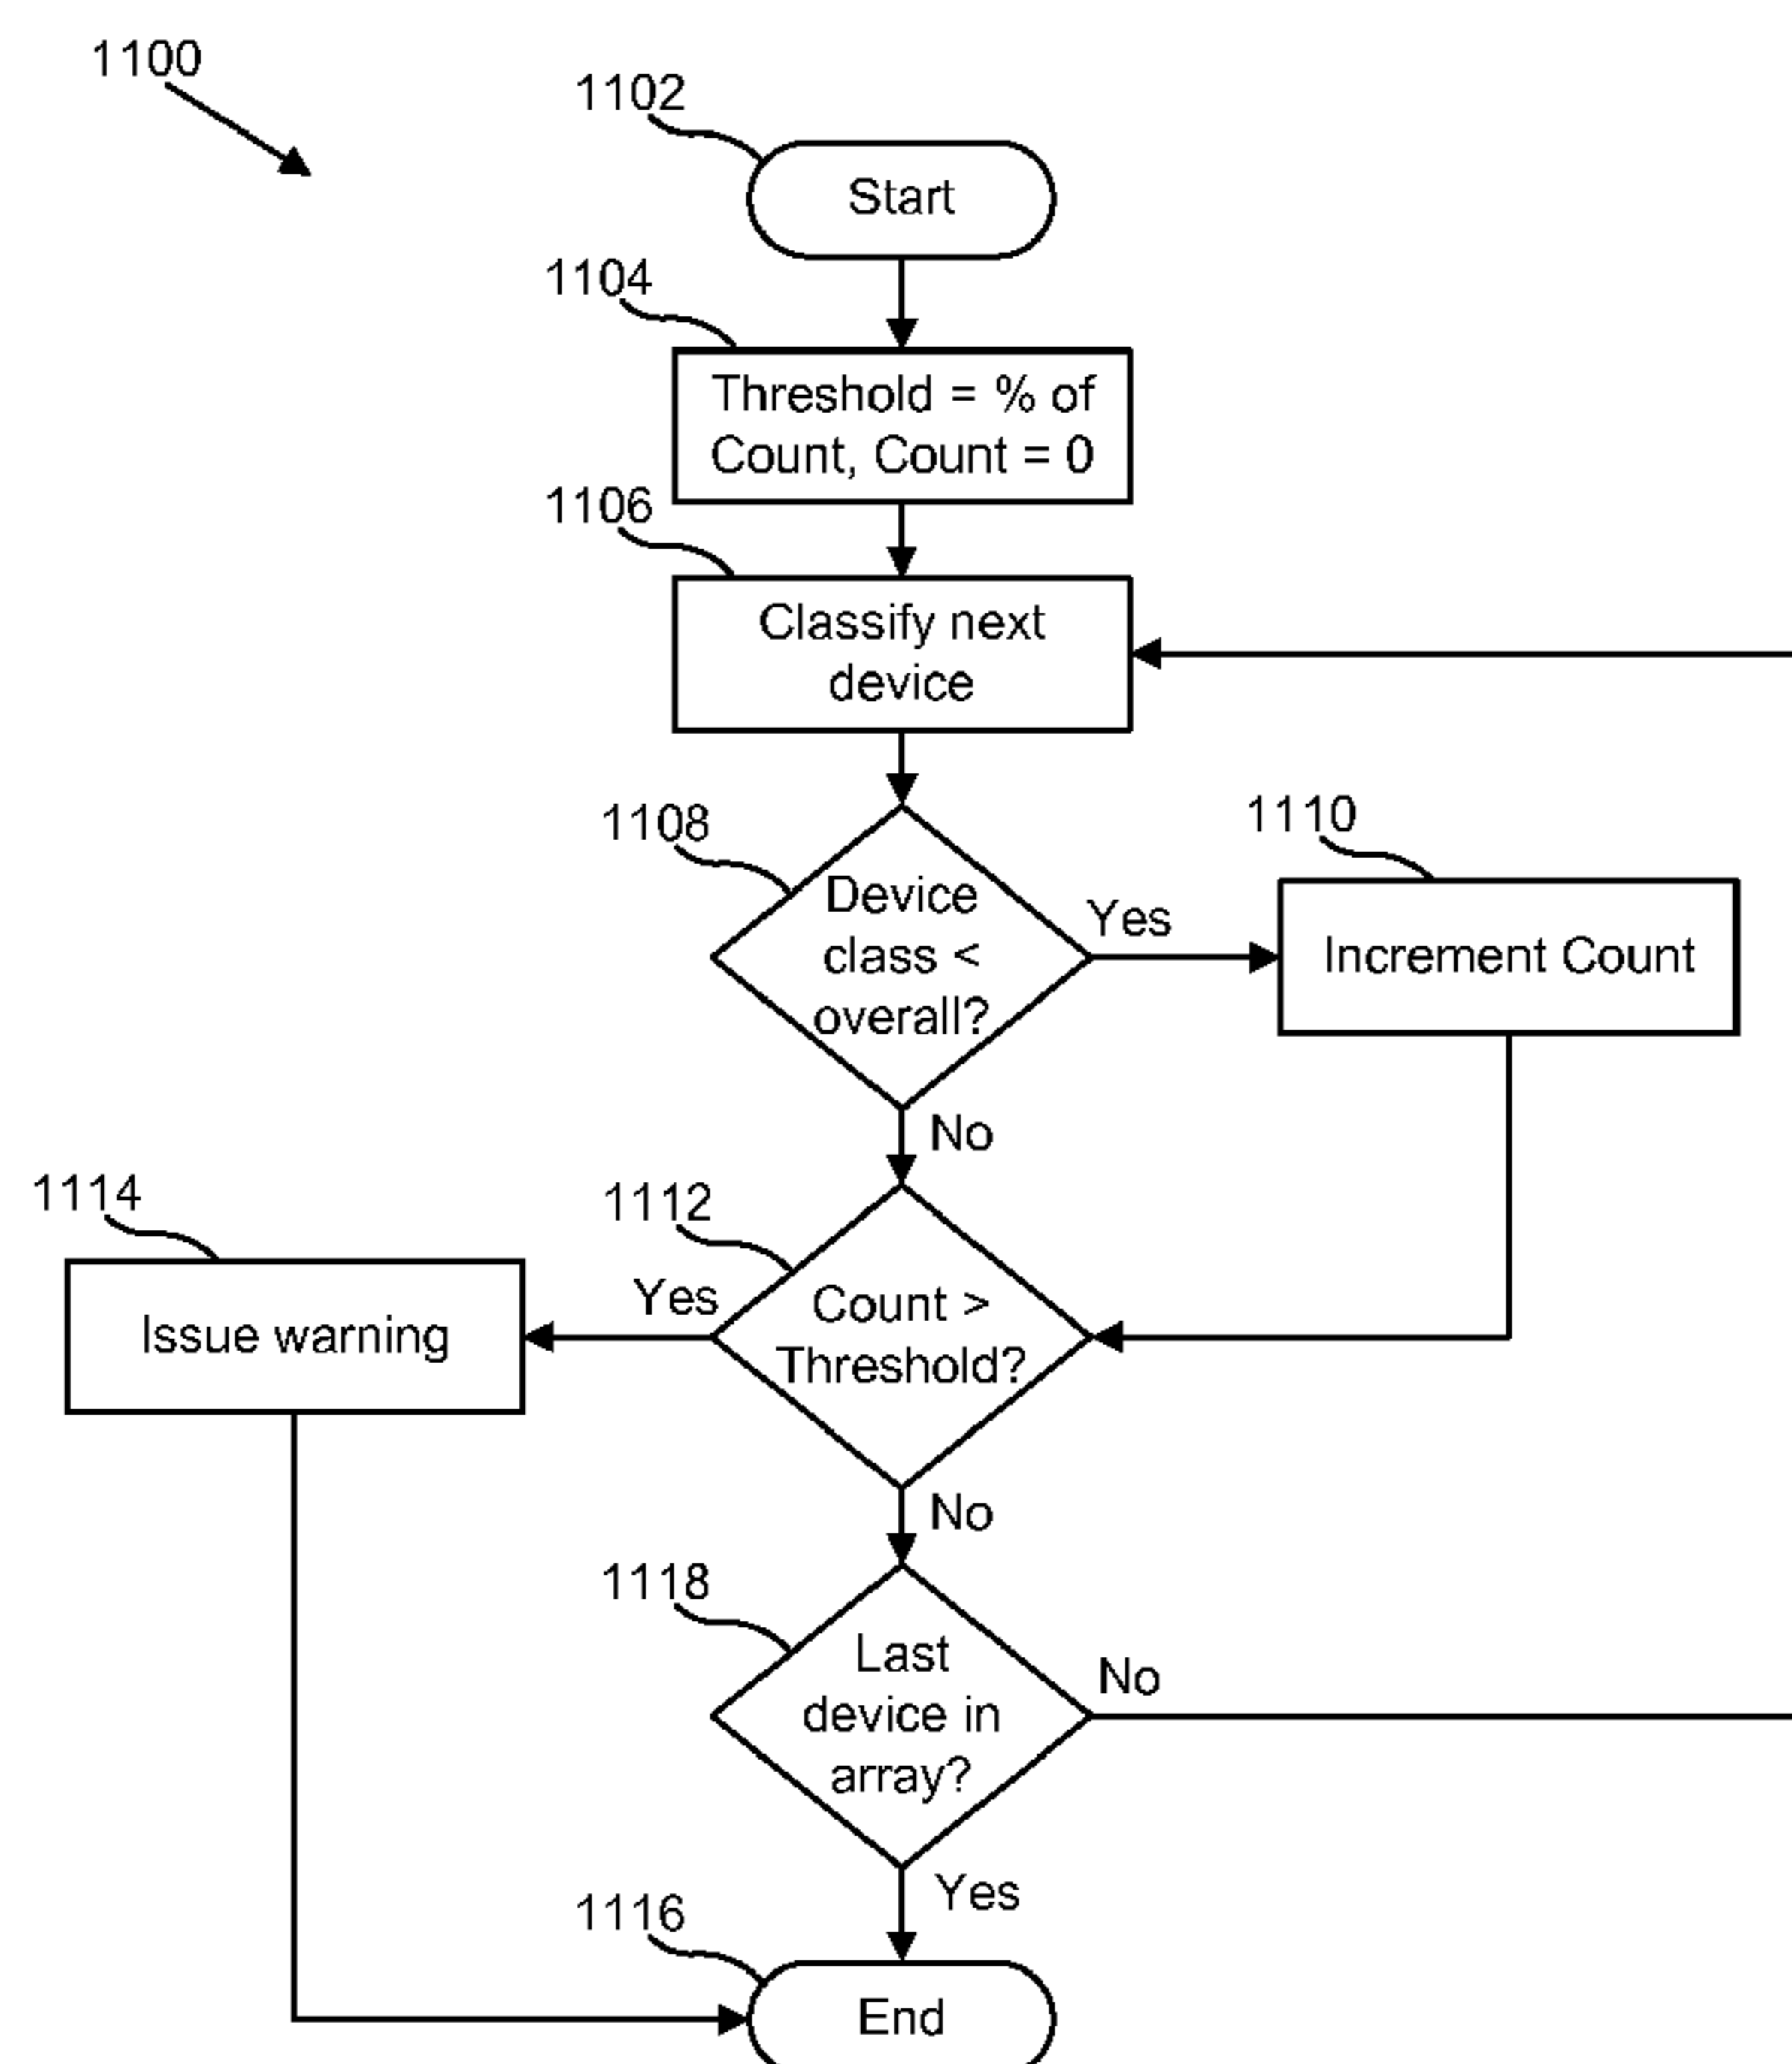 1100
1102
Start
1104
Threshold = % of
Count, Count = 0
1106
Classify next
device
1108
Device
class <
overall?
Yes
1110
Increment Count
No
1112
Count >
Threshold?
Yes
1114
Issue warning
No
1118
Last
device in
array?
No
Yes
1116
End